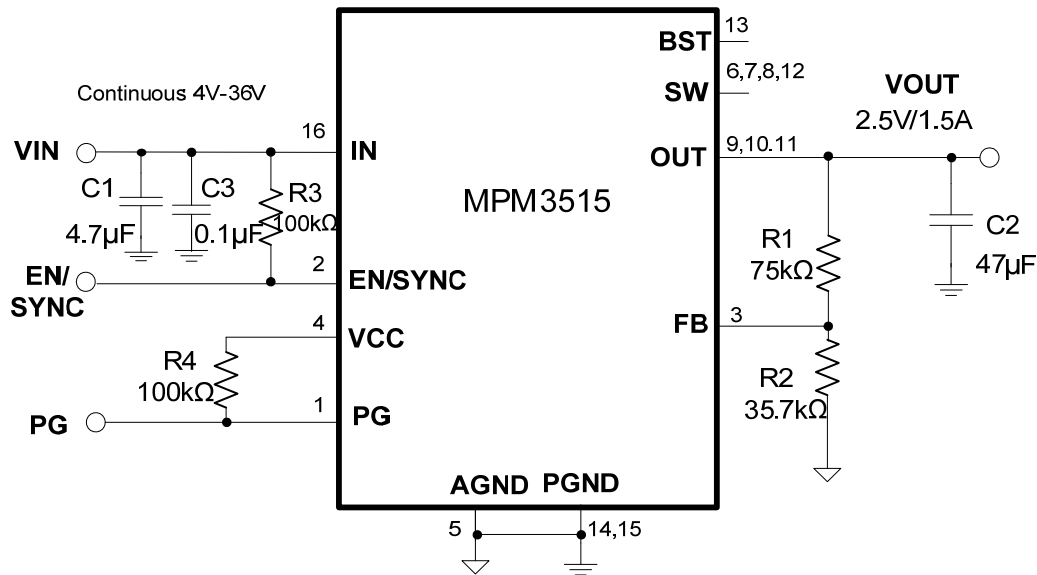 Continuous 4V-36V
VIN
16
IN
C1
4.7µF
C3
0.1µF
R3
100kΩ
EN/
SYNC
2
EN/SYNC
4
VCC
R4
100kΩ
PG
1
PG
MPM3515
BST
13
SW
6,7,8,12
OUT
9,10.11
VOUT
2.5V/1.5A
R1
75kΩ
C2
47µF
FB
3
R2
35.7kΩ
AGND
PGND
5
14,15